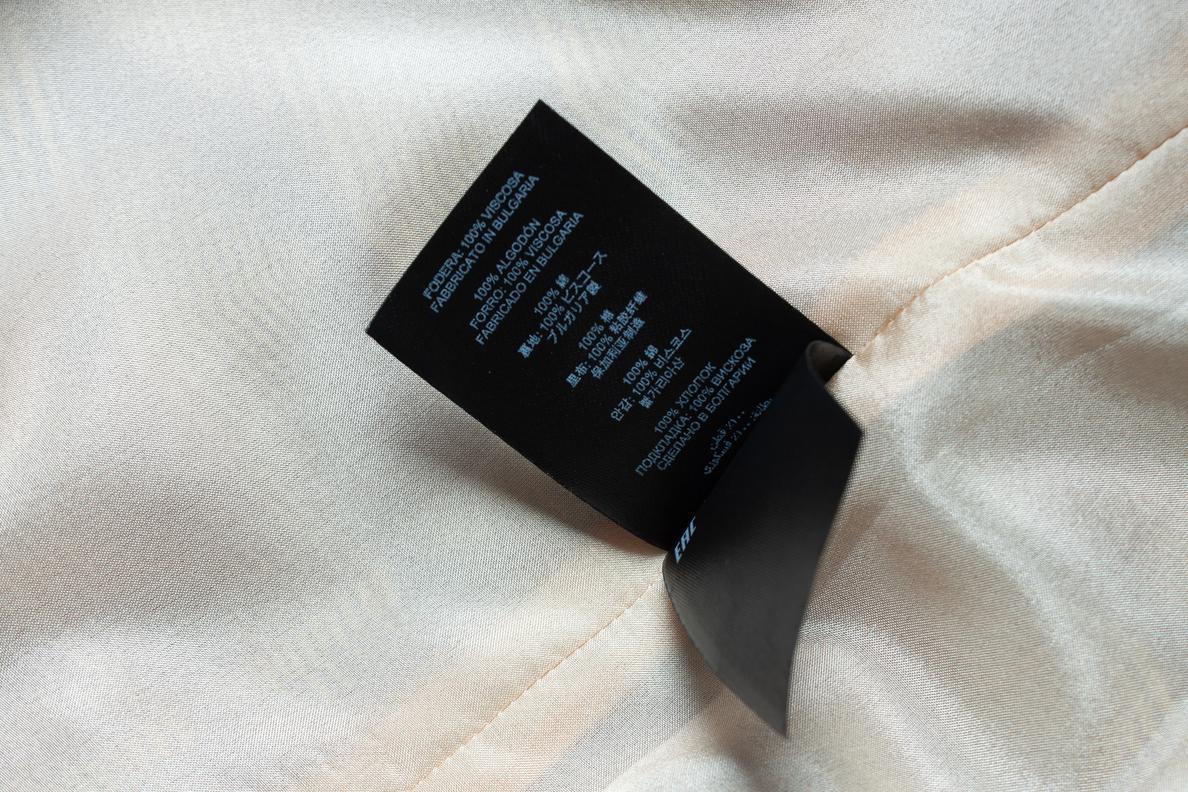 FODERA: 100% VISCOSA
FABBRICATO IN BULGARIA
100% ALGODÓN
FORRO: 100% VISCOSA
FABRICADO EN BULGARIA
100% 綿
裏地: 100% ビスコース
ブルガリア製
100% 棉
里布: 100% 粘胶纤维
保加利亚制造
100% 綿
안감: 100% 비스코스
불가리아산
100% ХЛОПОК
ПОДКЛАДКА: 100% ВИСКОЗА
СДЕЛАНО В БОЛГАРИИ
قطن
EAC